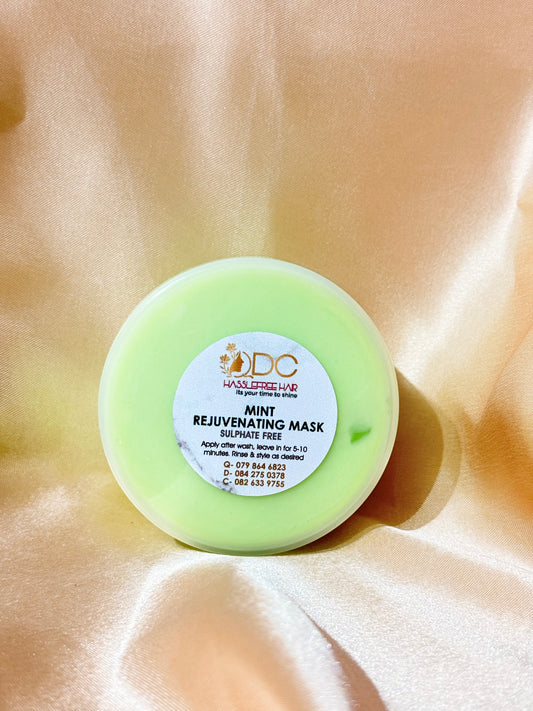 QDC
HASSLEFREE HAIR
its your time to shine
MINT
REJUVENATING MASK
SULPHATE FREE
Apply after wash, leave in for 5-10
minutes. Rinse & style as desired
Q- 079 864 6823
D- 084 275 0378
C- 082 633 9755